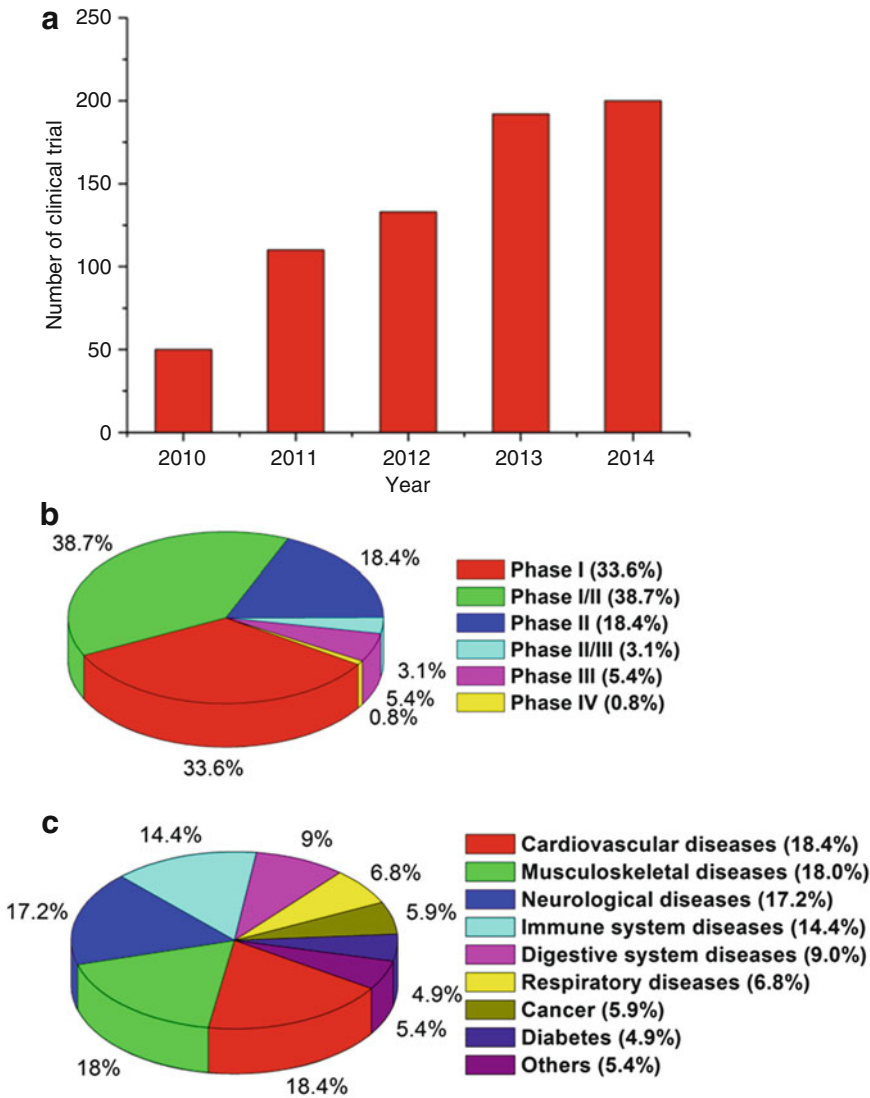 a
250
200
150
100
50
0
Number of clinical trial
2010 2011 2012 2013 2014
Year
b
38.7%
18.4%
3.1%
5.4%
0.8%
33.6%
Phase I (33.6%)
Phase I/II (38.7%)
Phase II (18.4%)
Phase II/III (3.1%)
Phase III (5.4%)
Phase IV (0.8%)
c
14.4%
9%
6.8%
17.2%
5.9%
4.9%
5.4%
18%
18.4%
Cardiovascular diseases (18.4%)
Musculoskeletal diseases (18.0%)
Neurological diseases (17.2%)
Immune system diseases (14.4%)
Digestive system diseases (9.0%)
Respiratory diseases (6.8%)
Cancer (5.9%)
Diabetes (4.9%)
Others (5.4%)